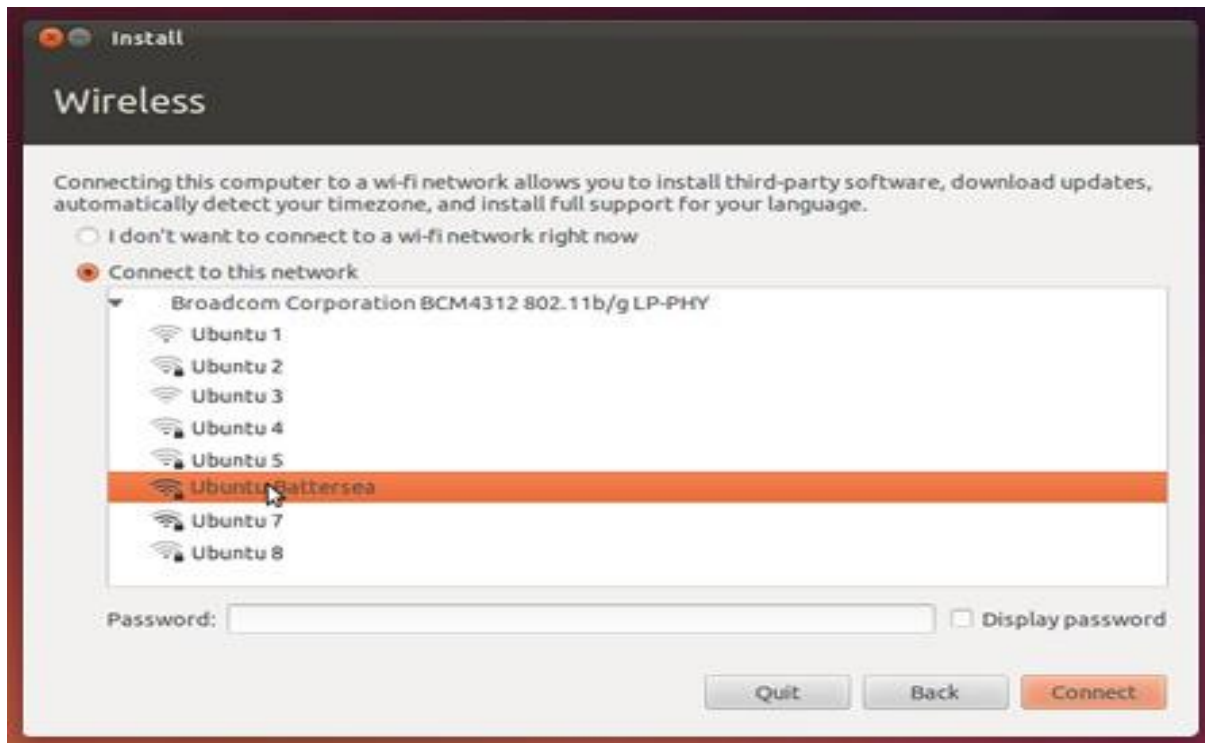 Install
Wireless
Connecting this computer to a wi-fi network allows you to install third-party software, download updates,
automatically detect your timezone, and install full support for your language.
I don't want to connect to a wi-fi network right now
Connect to this network
Broadcom Corporation BCM4312 802.11b/g LP-PHY
Ubuntu 1
Ubuntu 2
Ubuntu 3
Ubuntu 4
Ubuntu 5
Ubuntu Battersea
Ubuntu 7
Ubuntu 8
Password: Display password
Quit Back Connect